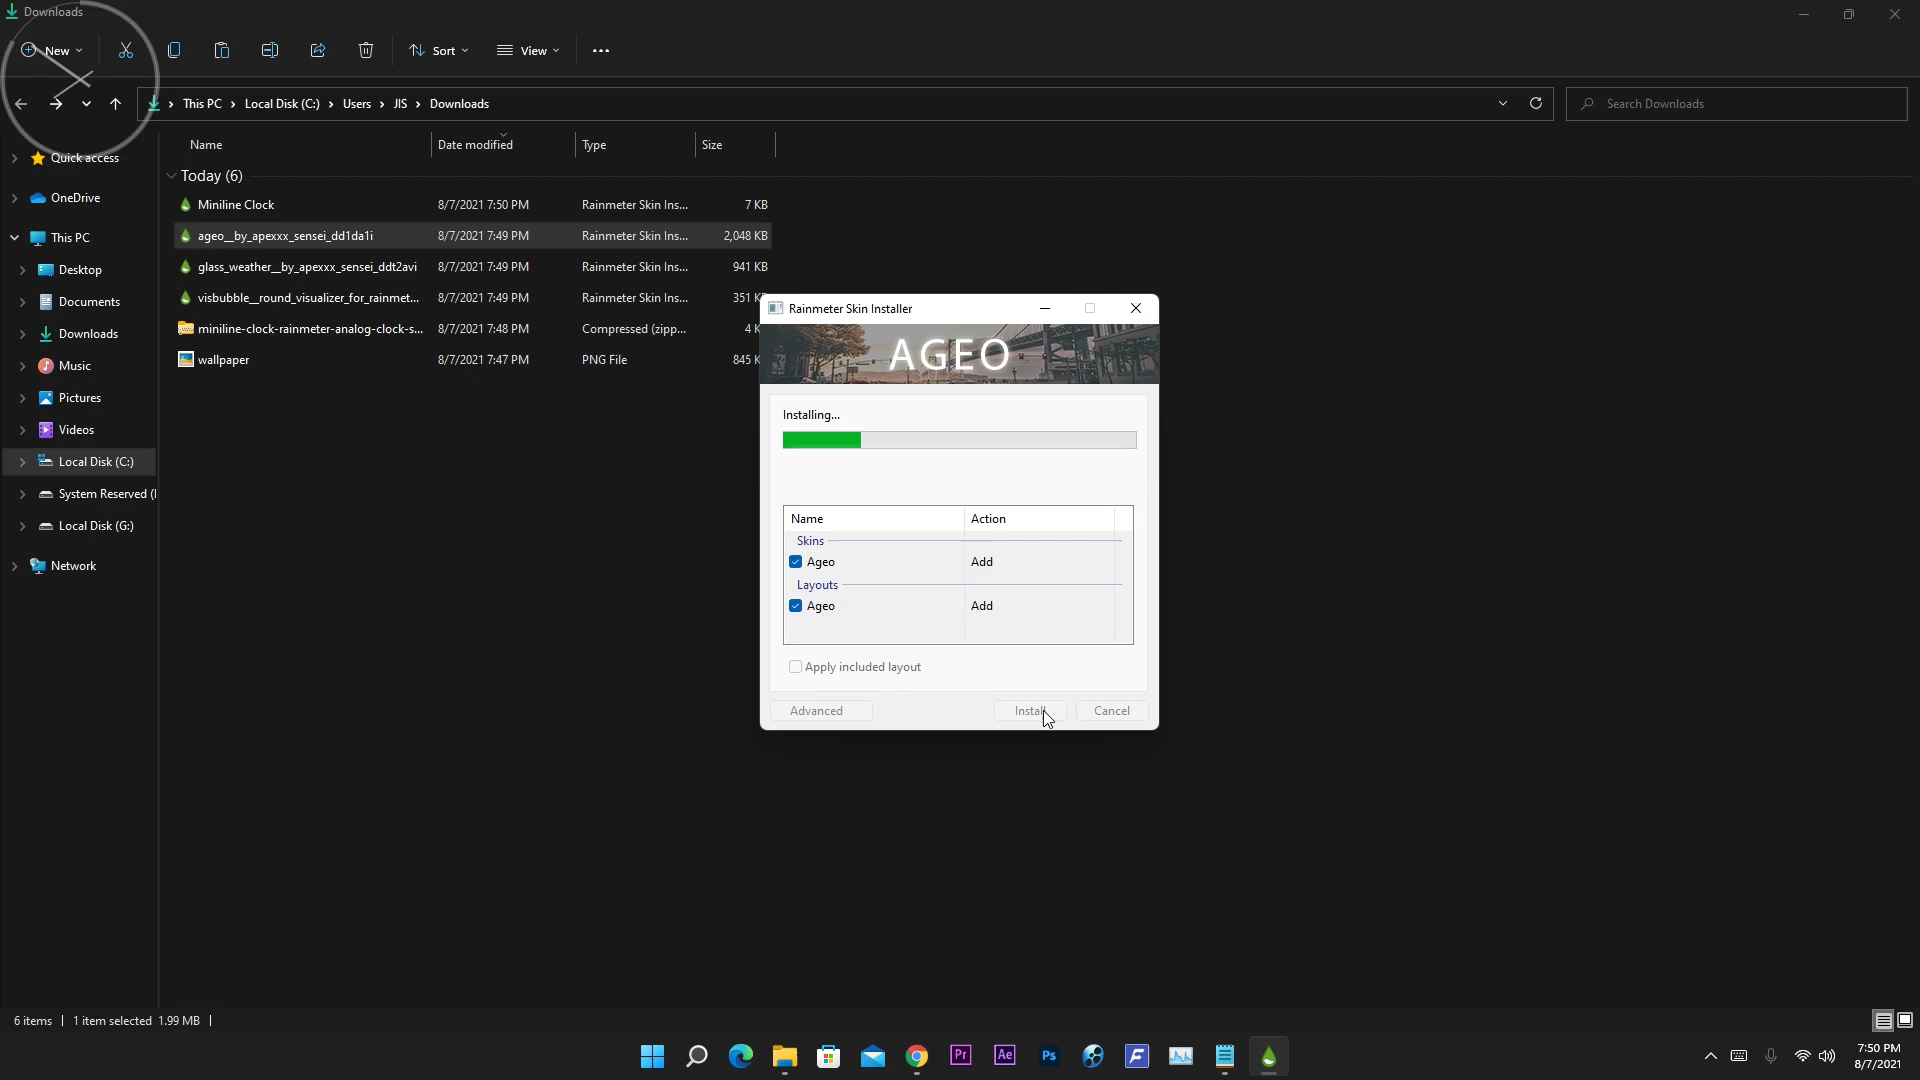 Downloads
New
Sort
View
This PC
Local Disk (C:)
Users
JIS
Downloads
Search Downloads
Name
Date modified
Type
Size
Today (6)
Miniline Clock
8/7/2021 7:50 PM
Rainmeter Skin Ins...
7 KB
ageo__by_apexxx_sensei_dd1da1i
8/7/2021 7:49 PM
Rainmeter Skin Ins...
2,048 KB
glass_weather__by_apexxx_sensei_ddt2avi
8/7/2021 7:49 PM
Rainmeter Skin Ins...
941 KB
visbubble__round_visualizer_for_rainmet...
8/7/2021 7:49 PM
Rainmeter Skin Ins...
351 K
miniline-clock-rainmeter-analog-clock-s...
8/7/2021 7:48 PM
Compressed (zipp...
4 K
wallpaper
8/7/2021 7:47 PM
PNG File
845 K
Quick access
OneDrive
This PC
Desktop
Documents
Downloads
Music
Pictures
Videos
Local Disk (C:)
System Reserved (
Local Disk (G:)
Network
Rainmeter Skin Installer
AGEO
Installing...
Name
Action
Skins
Ageo
Add
Layouts
Ageo
Add
Apply included layout
Advanced
Install
Cancel
6 items
1 item selected 1.99 MB
Pr
Ae
Ps
F
7:50 PM
8/7/2021